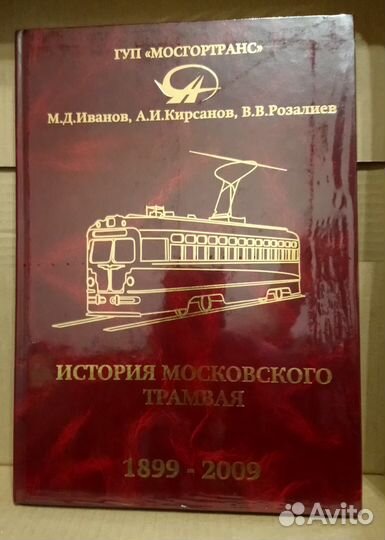 ГУП «МОСГОРТРАНС»
М.Д.Иванов, А.И.Кирсанов, В.В.Розалиев
ИСТОРИЯ МОСКОВСКОГО
ТРАМВАЯ
1899 - 2009
Avito